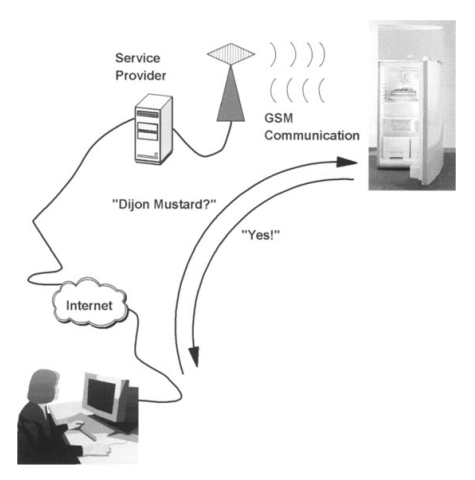 Service
Provider
GSM
Communication
"Dijon Mustard?"
"Yes!"
Internet